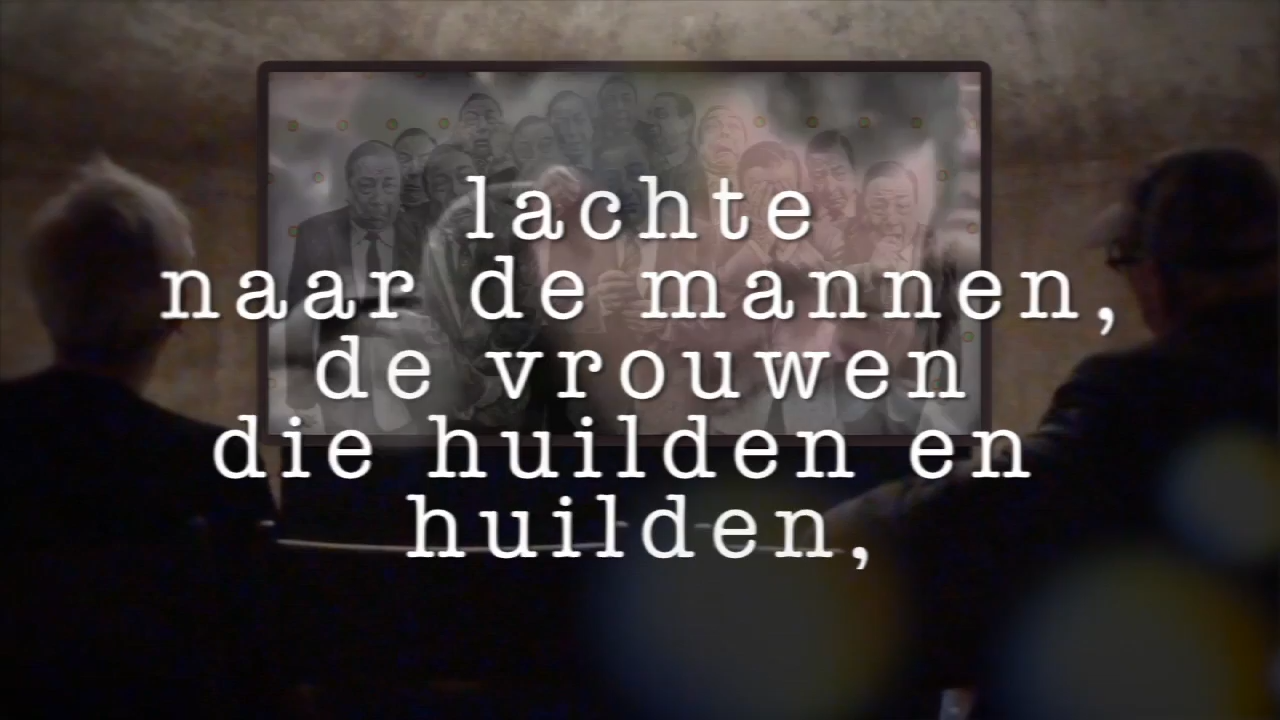 lachte
naar de mannen,
de vrouwen
die huilden en
huilden,